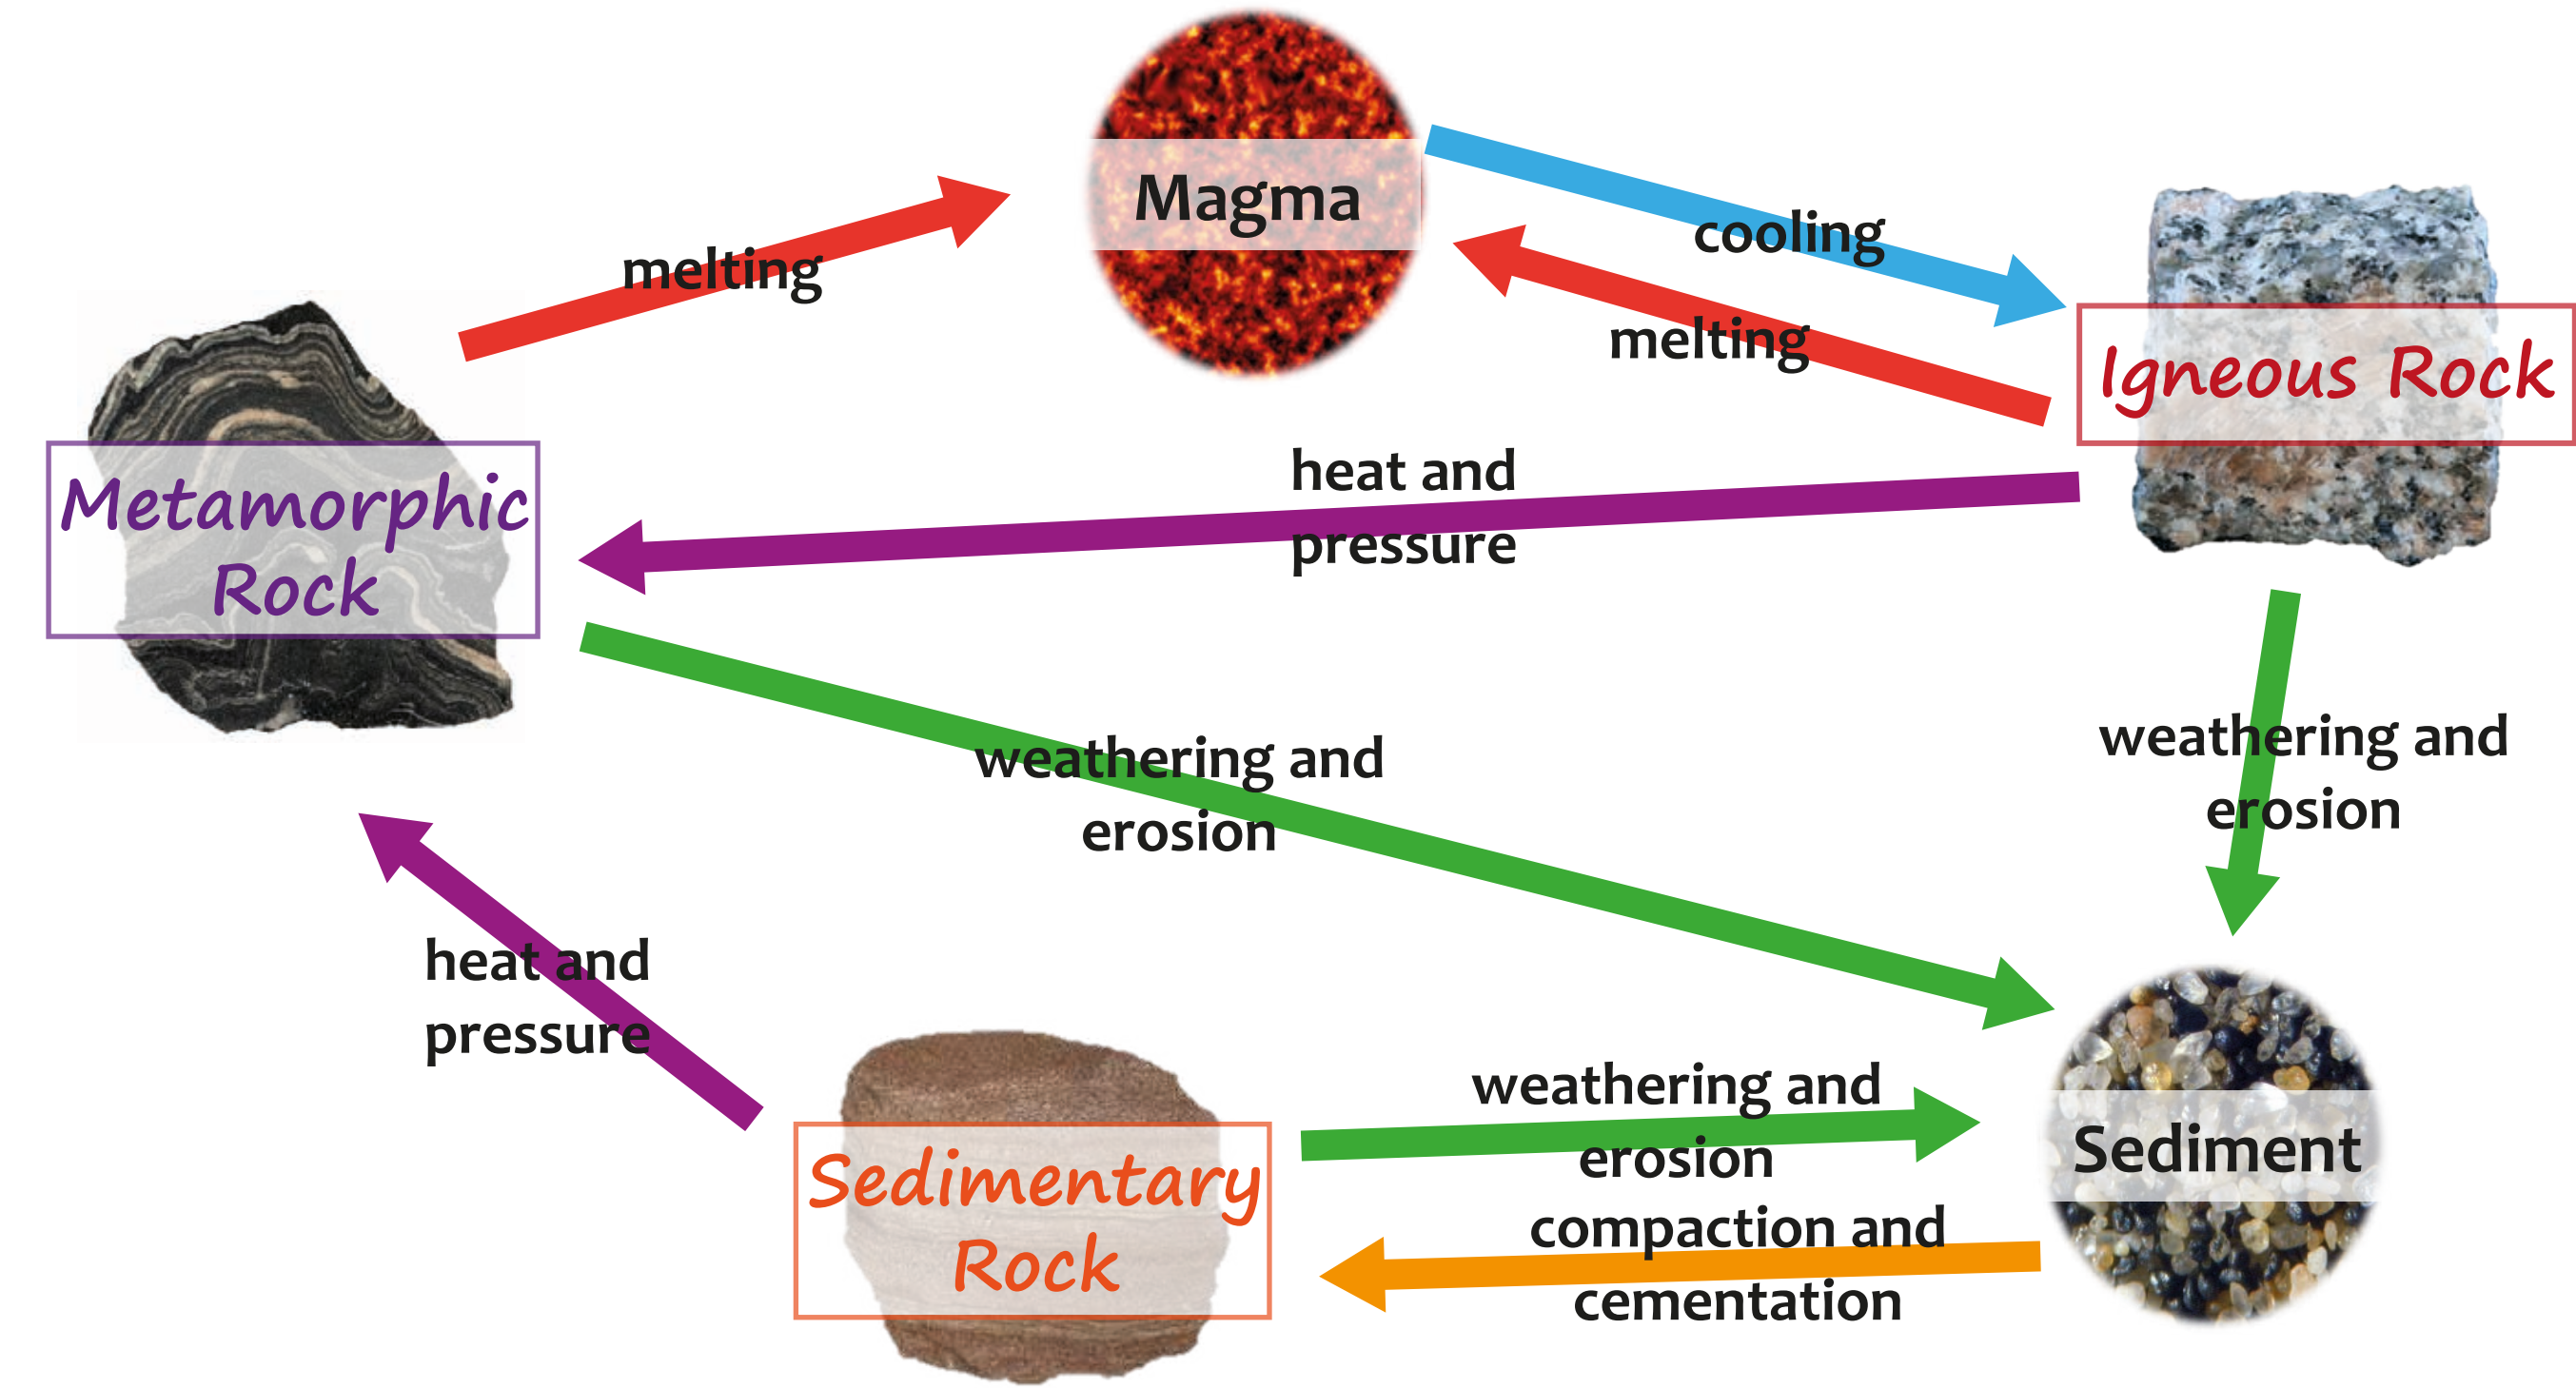 Magma
cooling
melting
melting
Igneous Rock
heat and
pressure
Metamorphic
Rock
weathering and
erosion
weathering and
erosion
heat and
pressure
weathering and
erosion
Sediment
Sedimentary
Rock
compaction and
cementation